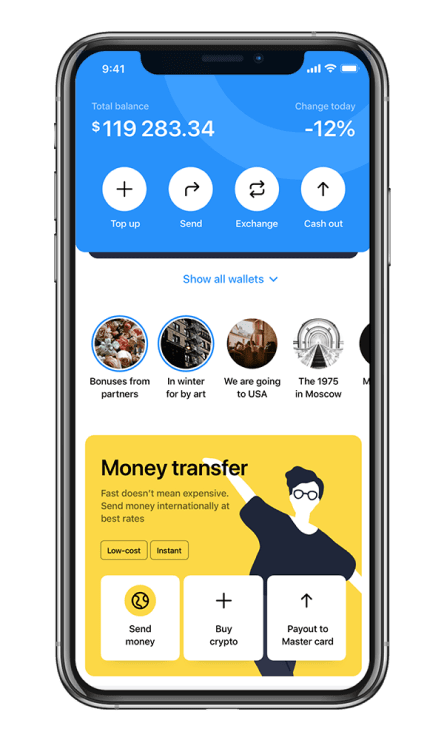 9:41
Total balance
Change today
$119 283.34
-12%
Top up
Send
Exchange
Cash out
Show all wallets
Bonuses from
partners
In winter
for by art
We are going
to USA
The 1975
in Moscow
M
Money transfer
Fast doesn't mean expensive.
Send money internationally at
best rates
Low-cost
Instant
Send
money
Buy
crypto
Payout to
Master card